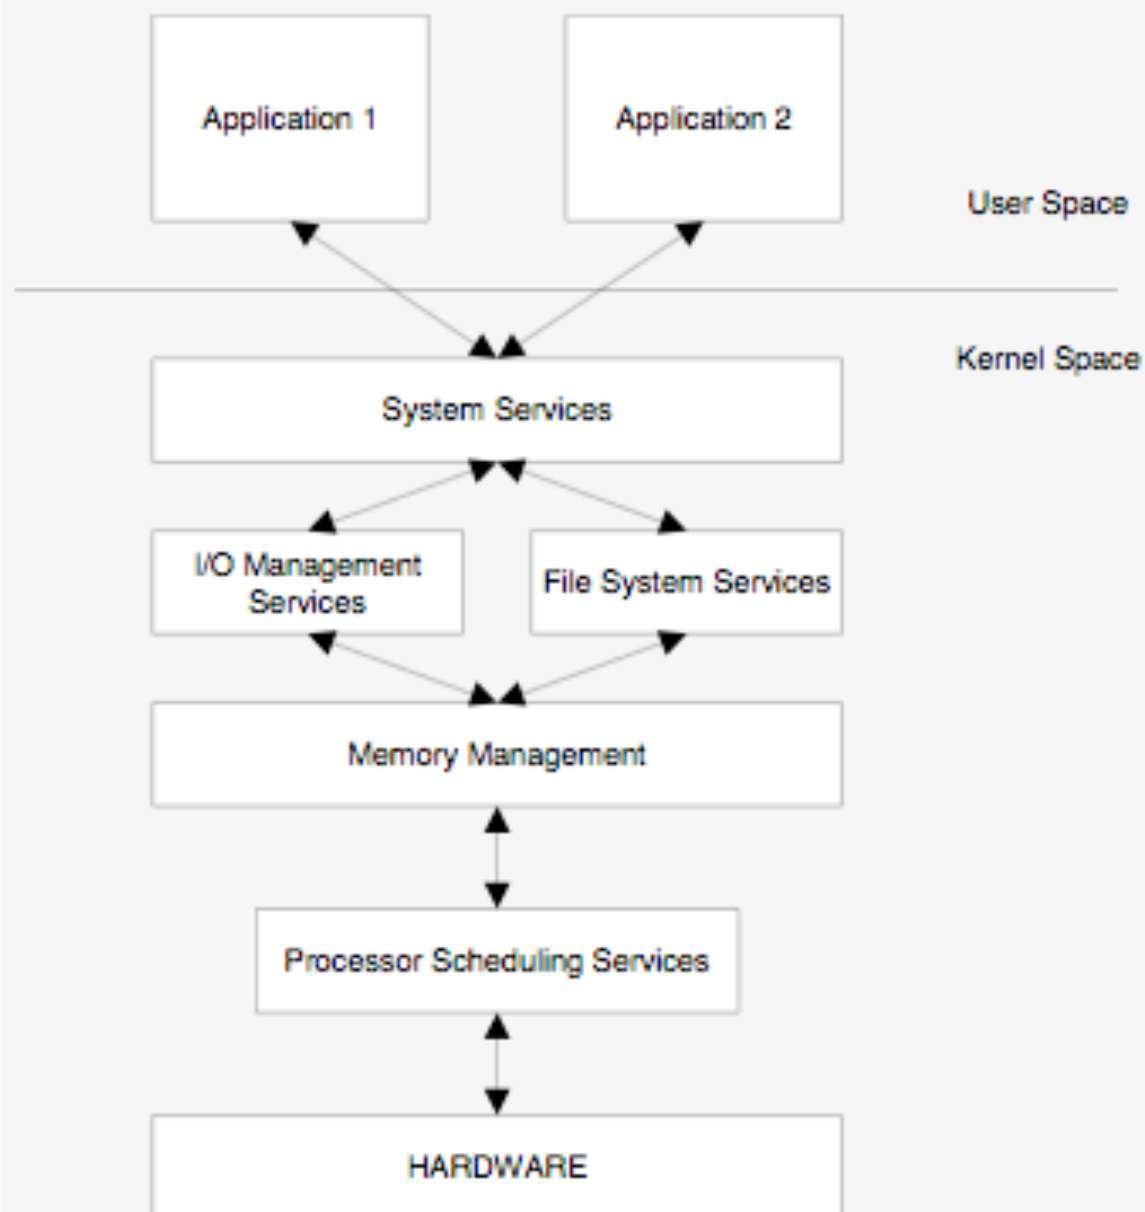 Application 1
Application 2
User Space
Kernel Space
System Services
I/O Management
Services
File System Services
Memory Management
Processor Scheduling Services
HARDWARE